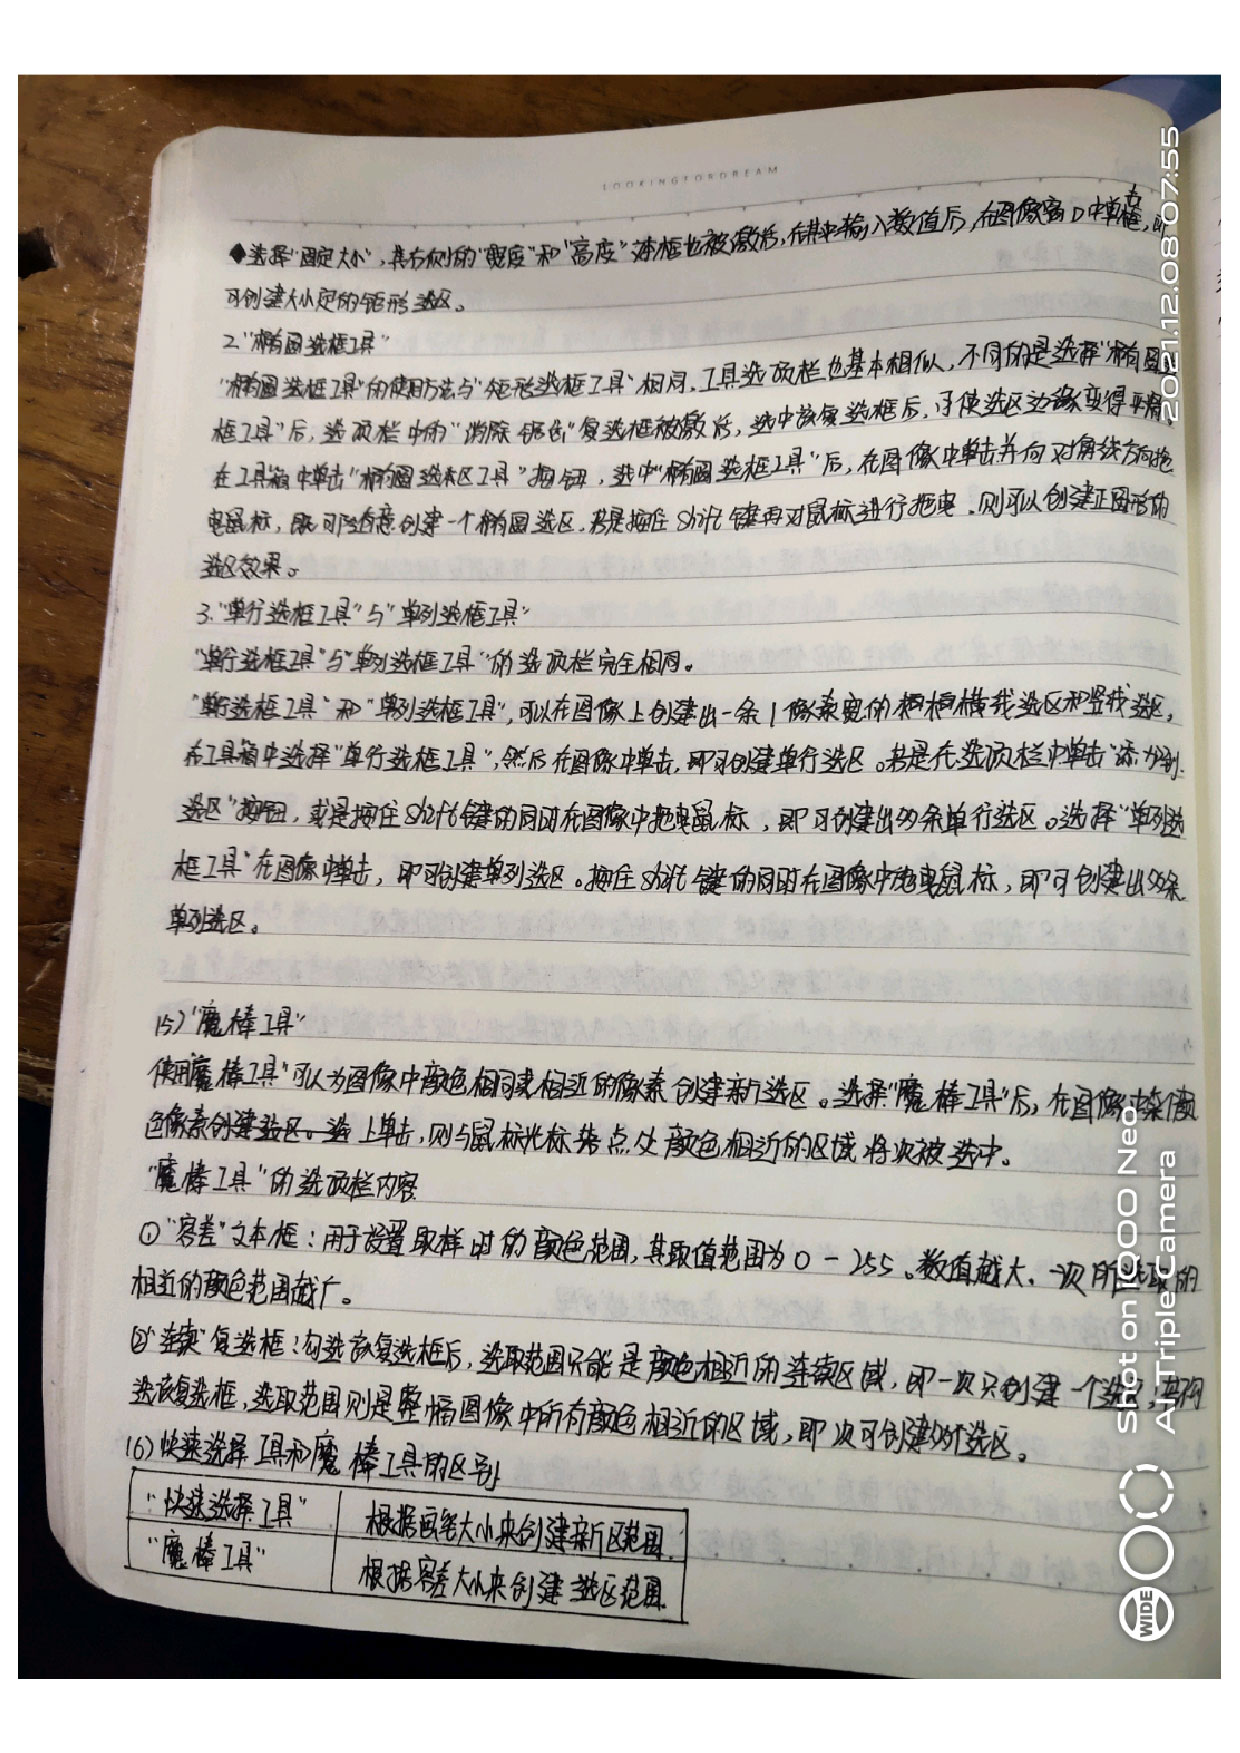 LOOKINGFORDREAM
◆选择“固定大小”,其右侧的“宽度”和“高度”文本框也被激活,在其中输入数值后,在图像窗口中单击,即
可创建大小定的矩形选区。
2.“椭圆选框工具”
“椭圆选框工具”的使用方法与“矩形选框工具”相同,工具选项栏也基本相似,不同的是选择“椭圆
框工具”后,选项栏中的“消除锯齿”复选框被激活,选中该复选框后,可使选区边缘变得平滑,
在工具箱中单击“椭圆选框工具”按钮,选中“椭圆选框工具”后,在图像中单击并向对角线方向拖
曳鼠标,既可随意创建一个椭圆选区,若是按住Shift键再对鼠标进行拖曳,则可以创建正圆形的
选区效果。
3.“单行选框工具”与“单列选框工具”
“单行选框工具”与“单列选框工具”的选项栏完全相同。
“单行选框工具”和“单列选框工具”,可以在图像上创建出一条1像素宽的横线选区和竖线选区,
在工具箱中选择“单行选框工具”,然后在图像中单击,即可创建单行选区。若是在选项栏中单击“添加到
选区”按钮,或是按住Shift键的同时在图像中拖曳鼠标,即可创建出多条单行选区。选择“单列选
框工具”在图像中单击,即可创建单列选区。按住Shift键的同时在图像中拖曳鼠标,即可创建出多条
单列选区。
15)“魔棒工具”
使用魔棒工具”可以为图像中颜色相同或相近的像素创建新选区。选择“魔棒工具”后,在图像中某个颜
色像素上单击,则与鼠标光标落点处颜色相近的区域将次被选中。
“魔棒工具”的选项栏内容
①“容差”文本框:用于设置取样时的颜色范围,其取值范围为0-255。数值越大,一次所选取的
相近的颜色范围越广。
②“连续”复选框:勾选该复选框后,选取范围只能是颜色相近的连续区域,即一次只创建一个选区;若不勾
选该复选框,选取范围则是整幅图像中所有颜色相近的区域,即次可创建多个选区。
16)快速选择工具和魔棒工具的区别
“快速选择工具” 根据画笔大小来创建新区范围.
“魔棒工具” 根据容差大小来创建选区范围.
2021.12.08 07:55
Shot on iQOO Neo
AI Triple Camera
WIDE